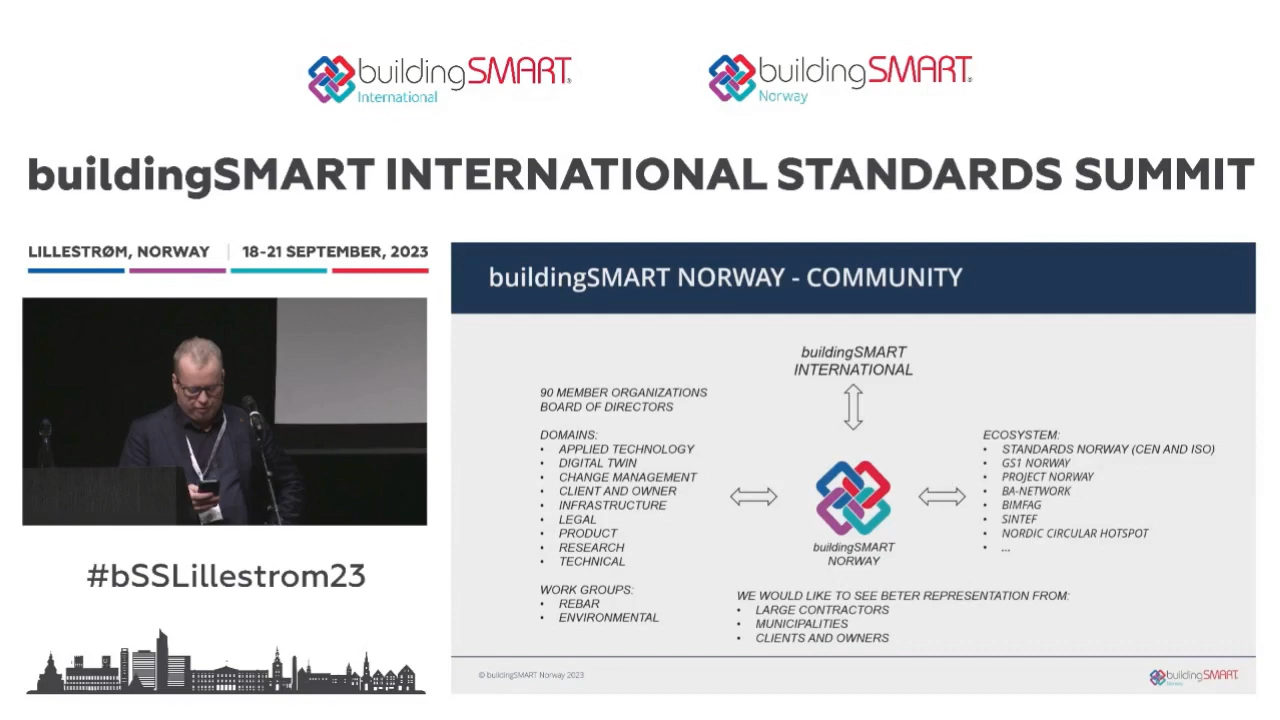 buildingSMART®
International
buildingSMART®
Norway
buildingSMART INTERNATIONAL STANDARDS SUMMIT
LILLESTRØM, NORWAY | 18-21 SEPTEMBER, 2023
#bSSLillestrom23
buildingSMART NORWAY - COMMUNITY
buildingSMART
INTERNATIONAL
90 MEMBER ORGANIZATIONS
BOARD OF DIRECTORS
DOMAINS:
• APPLIED TECHNOLOGY
• DIGITAL TWIN
• CHANGE MANAGEMENT
• CLIENT AND OWNER
• INFRASTRUCTURE
• LEGAL
• PRODUCT
• RESEARCH
• TECHNICAL
WORK GROUPS:
• REBAR
• ENVIRONMENTAL
buildingSMART
NORWAY
ECOSYSTEM:
• STANDARDS NORWAY (CEN AND ISO)
• GS1 NORWAY
• PROJECT NORWAY
• BA-NETWORK
• BIMFAG
• SINTEF
• NORDIC CIRCULAR HOTSPOT
• ...
WE WOULD LIKE TO SEE BETER REPRESENTATION FROM:
• LARGE CONTRACTORS
• MUNICIPALITIES
• CLIENTS AND OWNERS
© buildingSMART Norway 2023
buildingSMART
Norway